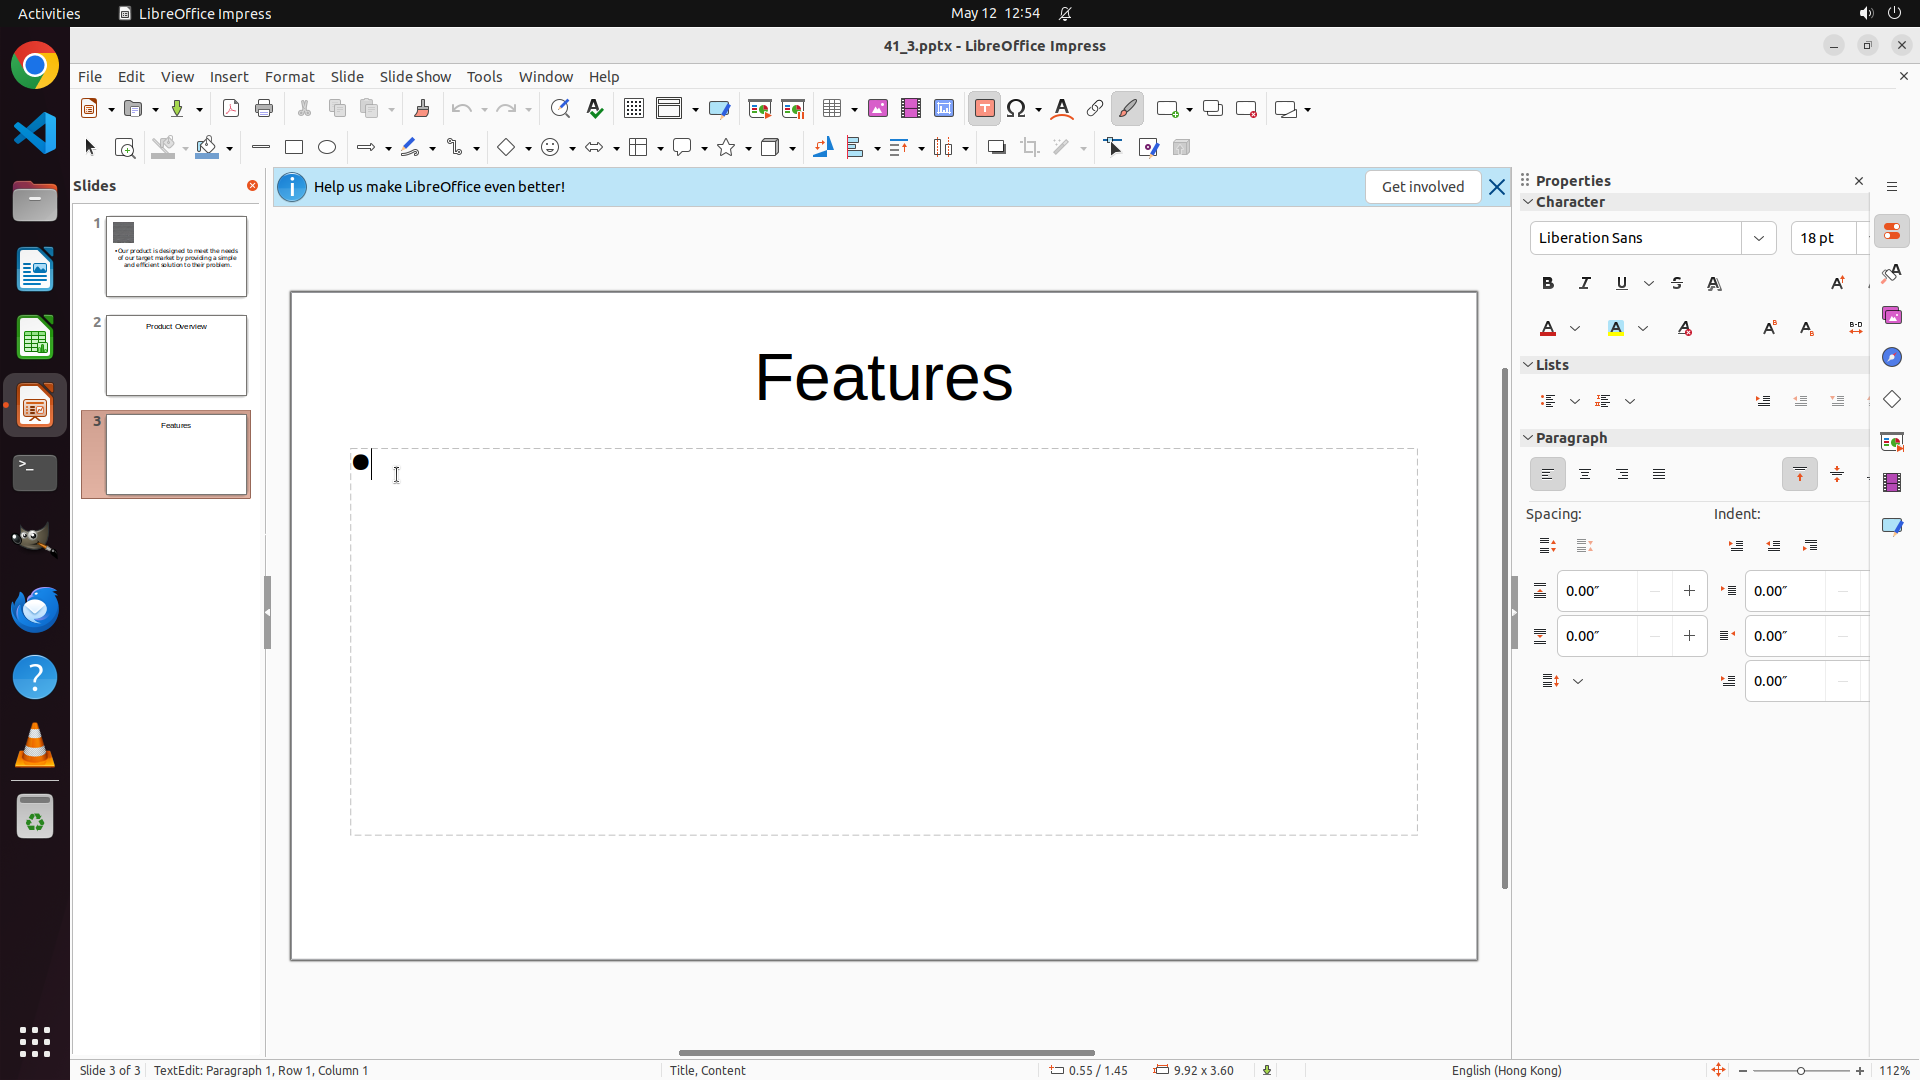 Activities
LibreOffice Impress
May 12 12:54
41_3.pptx - LibreOffice Impress
File Edit View Insert Format Slide Slide Show Tools Window Help
Slides
Help us make LibreOffice even better!
Get involved
Properties
Character
Liberation Sans
18 pt
Lists
Paragraph
Spacing:
Indent:
0.00″
0.00″
0.00″
0.00″
0.00″
1
•Our product is designed to meet the needs
of our target market by providing a simple
and efficient solution to their problem.
2
Product Overview
3
Features
Features
Slide 3 of 3
TextEdit: Paragraph 1, Row 1, Column 1
Title, Content
0.55 / 1.45
9.92 x 3.60
English (Hong Kong)
112%